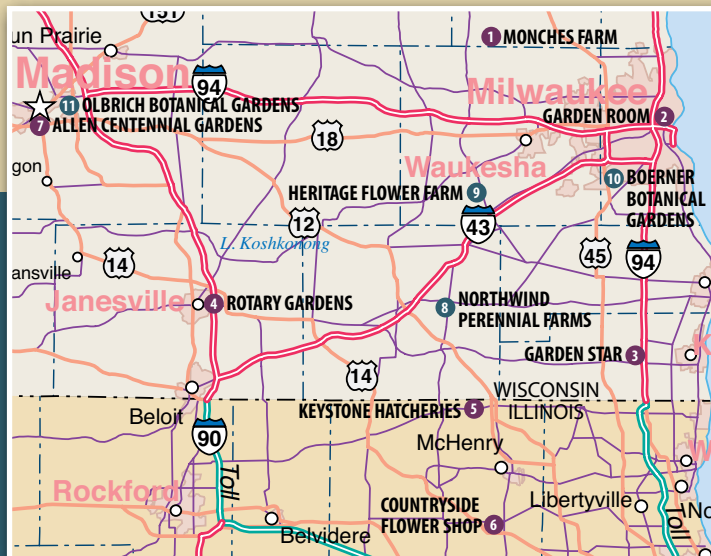 151
un Prairie
1 MONCHES FARM
Madison
94
Milwaukee
11 OLBRICH BOTANICAL GARDENS
GARDEN ROOM 2
7 ALLEN CENTENNIAL GARDENS
18
Waukesha
gon
HERITAGE FLOWER FARM 9
10 BOERNER
BOTANICAL
GARDENS
12
43
L. Koshkonong
45
94
14
ansville
Janesville
4 ROTARY GARDENS
8 NORTHWIND
PERENNIAL FARMS
K
GARDEN STAR 3
14
WISCONSIN
ILLINOIS
KEYSTONE HATCHERIES 5
Beloit
90
McHenry
W
Toll
Rockford
COUNTRYSIDE
FLOWER SHOP 6
Libertyville
Toll
No
Belvidere